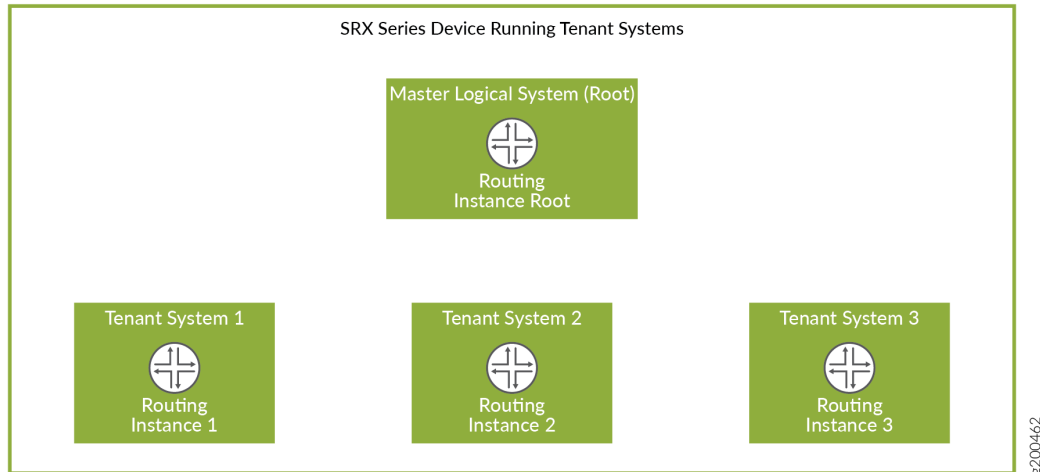 SRX Series Device Running Tenant Systems
Master Logical System (Root)
Routing
Instance Root
Tenant System 1
Routing
Instance 1
Tenant System 2
Routing
Instance 2
Tenant System 3
Routing
Instance 3
g200462